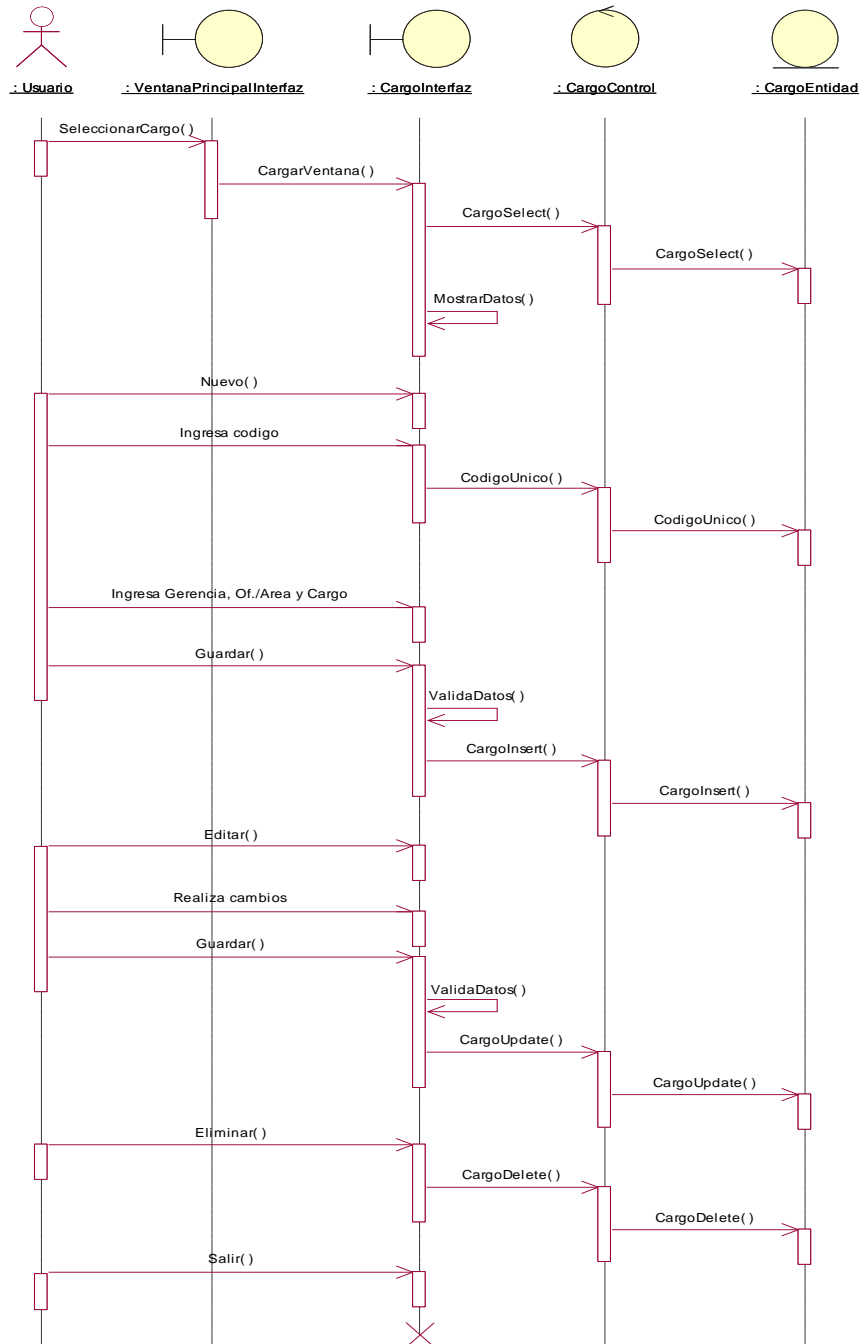 : Usuario
: VentanaPrincipalInterfaz
: CargoInterfaz
: CargoControl
: CargoEntidad
SeleccionarCargo( )
CargarVentana( )
CargoSelect( )
CargoSelect( )
MostrarDatos( )
Nuevo( )
Ingresa codigo
CodigoUnico( )
CodigoUnico( )
Ingresa Gerencia, Of./Area y Cargo
Guardar( )
ValidaDatos( )
CargoInsert( )
CargoInsert( )
Editar( )
Realiza cambios
Guardar( )
ValidaDatos( )
CargoUpdate( )
CargoUpdate( )
Eliminar( )
CargoDelete( )
CargoDelete( )
Salir( )